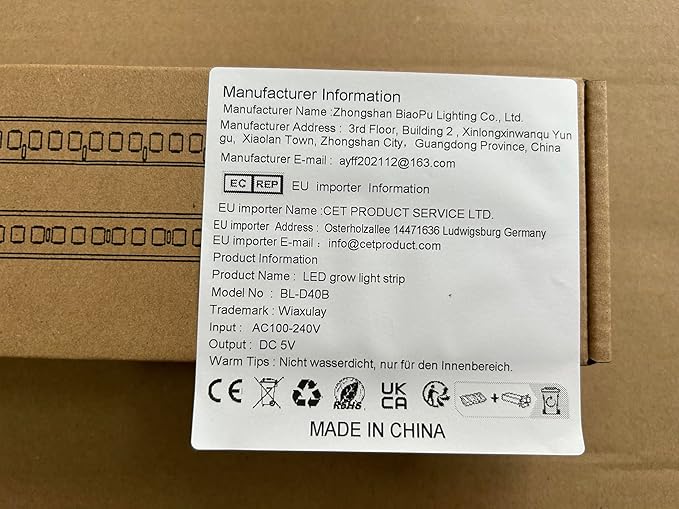 Manufacturer Information
Manufacturer Name :Zhongshan BiaoPu Lighting Co., Ltd.
Manufacturer Address : 3rd Floor, Building 2 , Xinlongxinwanqu Yun
gu, Xiaolan Town, Zhongshan City, Guangdong Province, China
Manufacturer E-mail : ayff202112@163.com
EC REP EU importer Information
EU importer Name :CET PRODUCT SERVICE LTD.
EU importer Address : Osterholzallee 14471636 Ludwigsburg Germany
EU importer E-mail : info@cetproduct.com
Product Information
Product Name : LED grow light strip
Model No : BL-D40B
Trademark : Wiaxulay
Input : AC100-240V
Output : DC 5V
Warm Tips : Nicht wasserdicht, nur für den Innenbereich.
CE RoHS UK CA
MADE IN CHINA